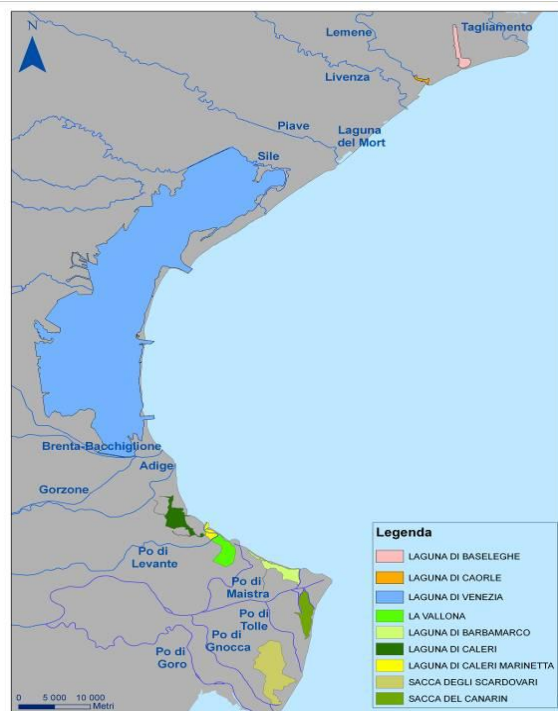 N
Lemene
Tagliamento
Livenza
Piave
Laguna
del Mort
Sile
Brenta-Bacchiglione
Adige
Gorzone
Po di
Levante
Po di
Maistra
Po di
Tolle
Po di
Gnocca
Po di
Goro
0 5 000 10 000
Metri
Legenda
LAGUNA DI BASELEGHE
LAGUNA DI CAORLE
LAGUNA DI VENEZIA
LA VALLONA
LAGUNA DI BARBAMARCO
LAGUNA DI CALERI
LAGUNA DI CALERI MARINETTA
SACCA DEGLI SCARDOVARI
SACCA DEL CANARIN